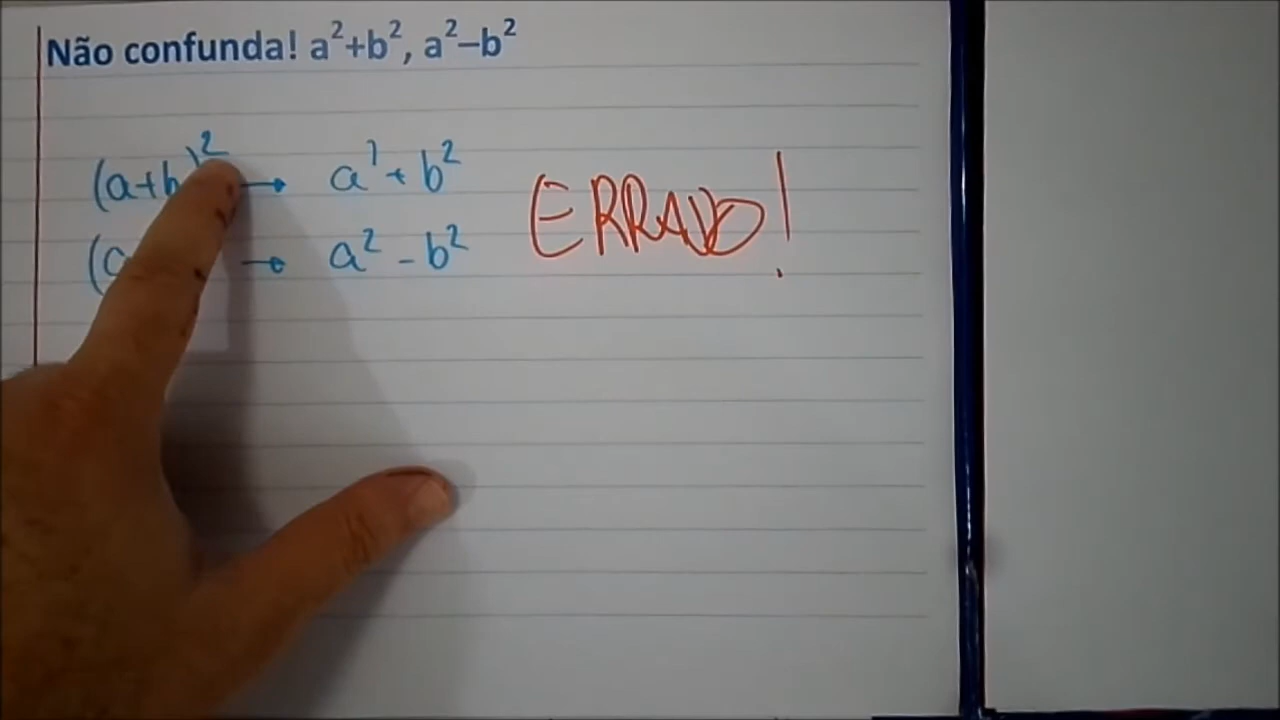 Não confunda! a²+b², a²–b²
(a+b)² → a² + b²
ERRADO!
(a → a² - b²